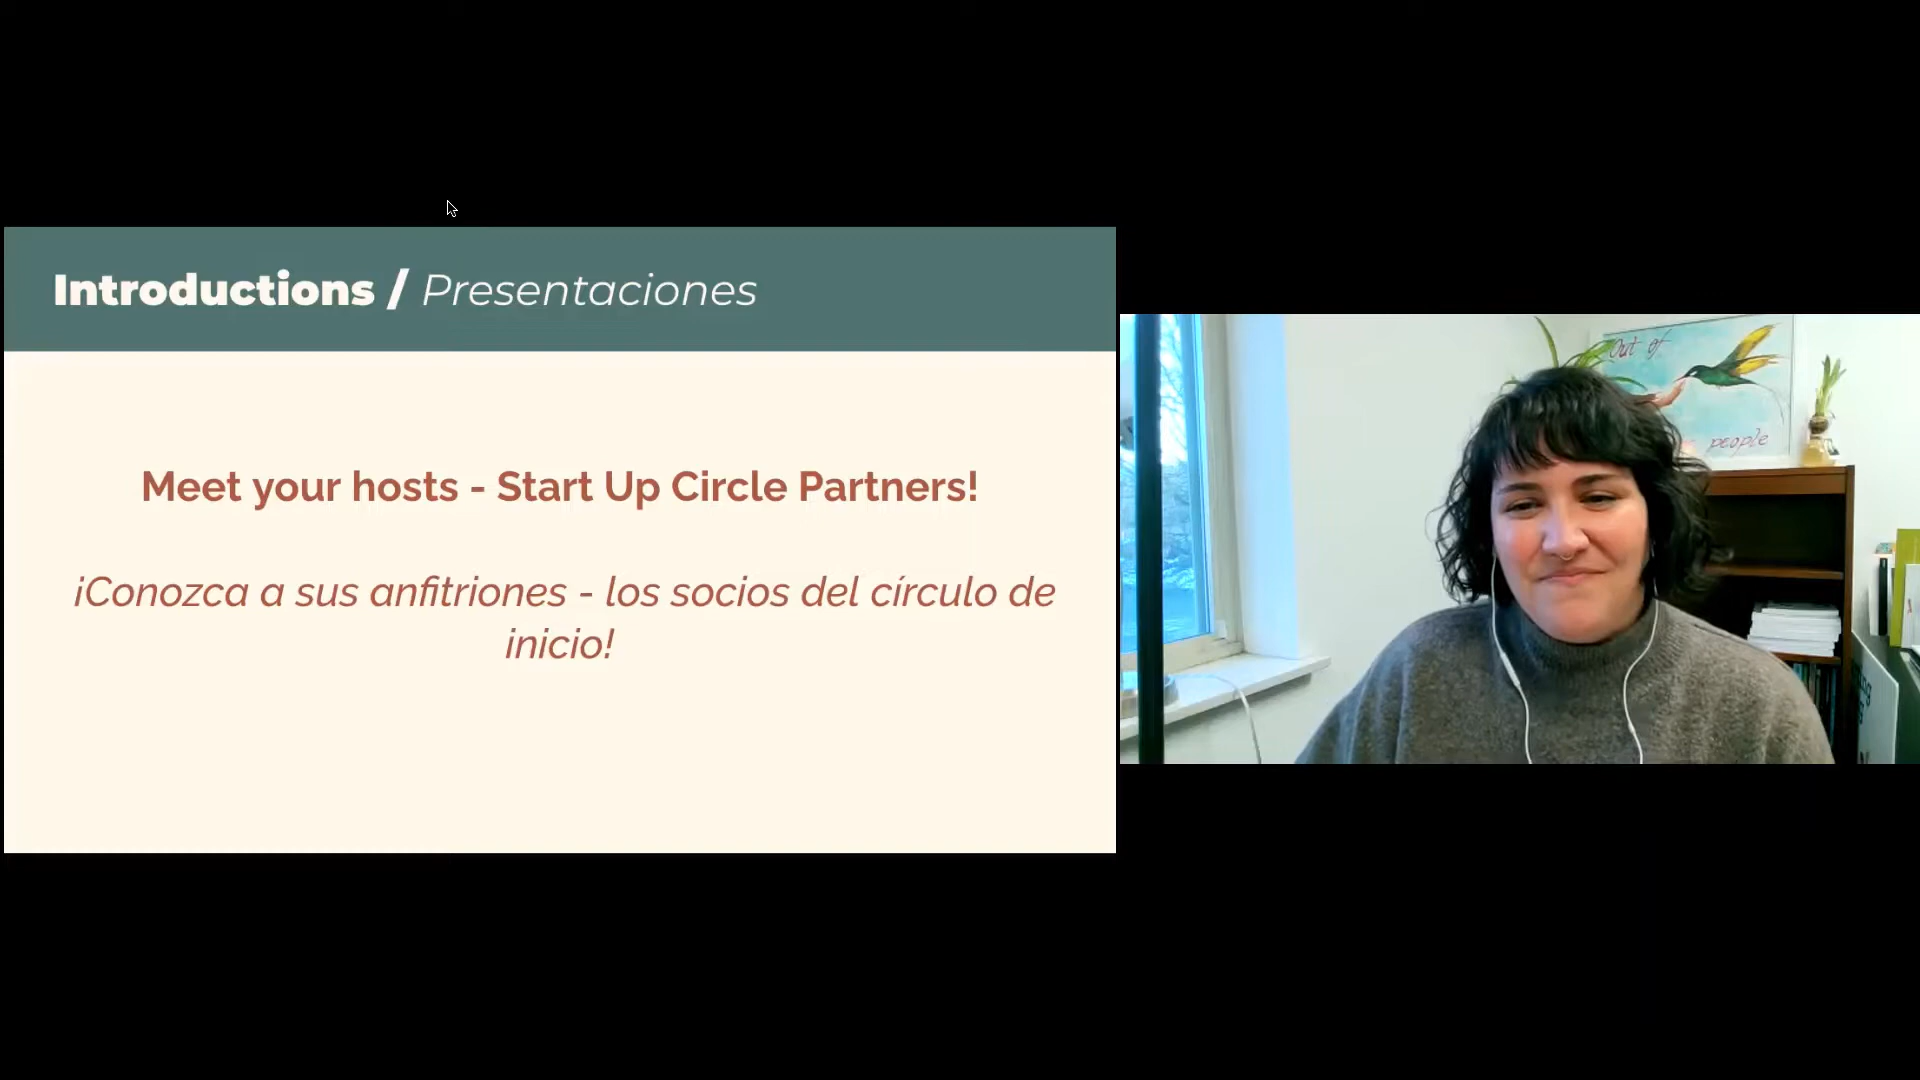 Introductions / Presentaciones
Meet your hosts - Start Up Circle Partners!
¡Conozca a sus anfitriones - los socios del círculo de
inicio!
Out of
people